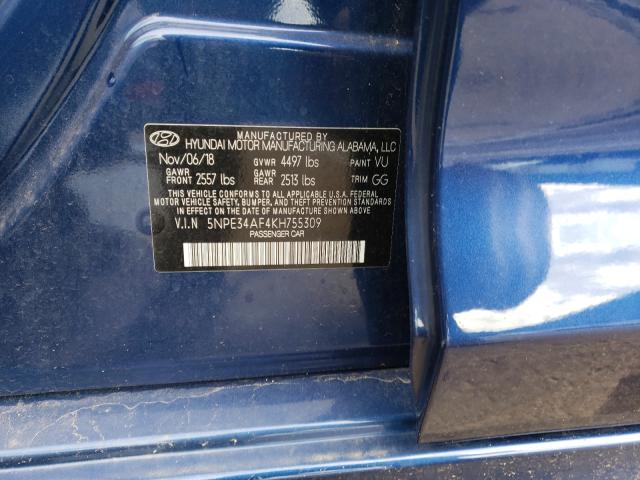 MANUFACTURED BY
HYUNDAI MOTOR MANUFACTURING ALABAMA, LLC
Nov/06/18 GVWR 4497 lbs PAINT VU
GAWR FRONT 2557 lbs GAWR REAR 2513 lbs TRIM GG
THIS VEHICLE CONFORMS TO ALL APPLICABLE U.S.A. FEDERAL
MOTOR VEHICLE SAFETY, BUMPER, AND THEFT PREVENTION STANDARDS
IN EFFECT ON THE DATE OF MANUFACTURE SHOWN ABOVE.
V.I.N 5NPE34AF4KH755309
PASSENGER CAR